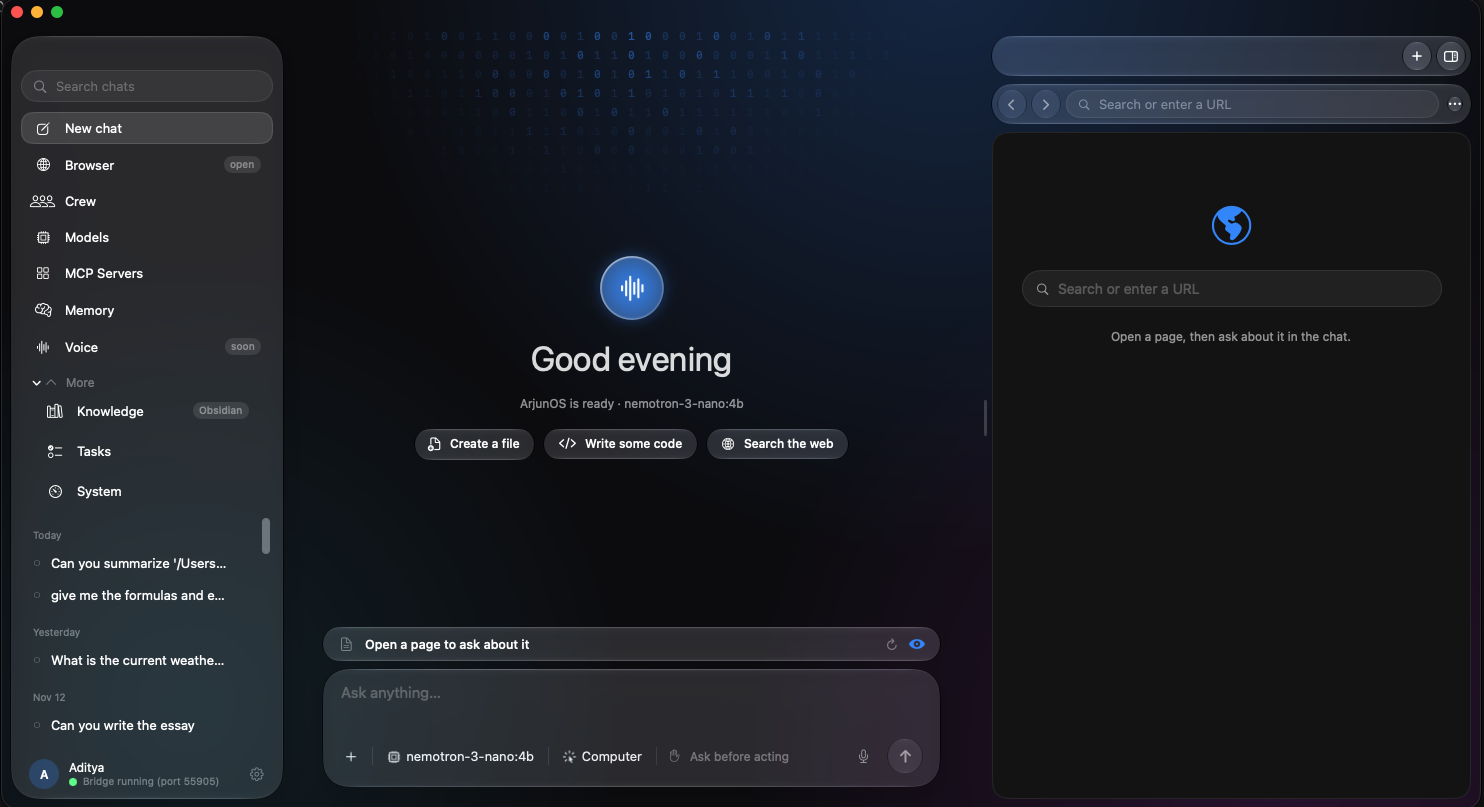 Search chats
New chat
Browser
open
Crew
Models
MCP Servers
Memory
Voice
soon
More
Knowledge
Obsidian
Tasks
System
Today
Can you summarize '/Users...
give me the formulas and e...
Yesterday
What is the current weathe...
Nov 12
Can you write the essay
A
Aditya
Bridge running (port 55905)
Good evening
ArjunOS is ready · nemotron-3-nano:4b
Create a file
</> Write some code
Search the web
Open a page to ask about it
Ask anything...
+
nemotron-3-nano:4b
Computer
Ask before acting
+
Search or enter a URL
Search or enter a URL
Open a page, then ask about it in the chat.